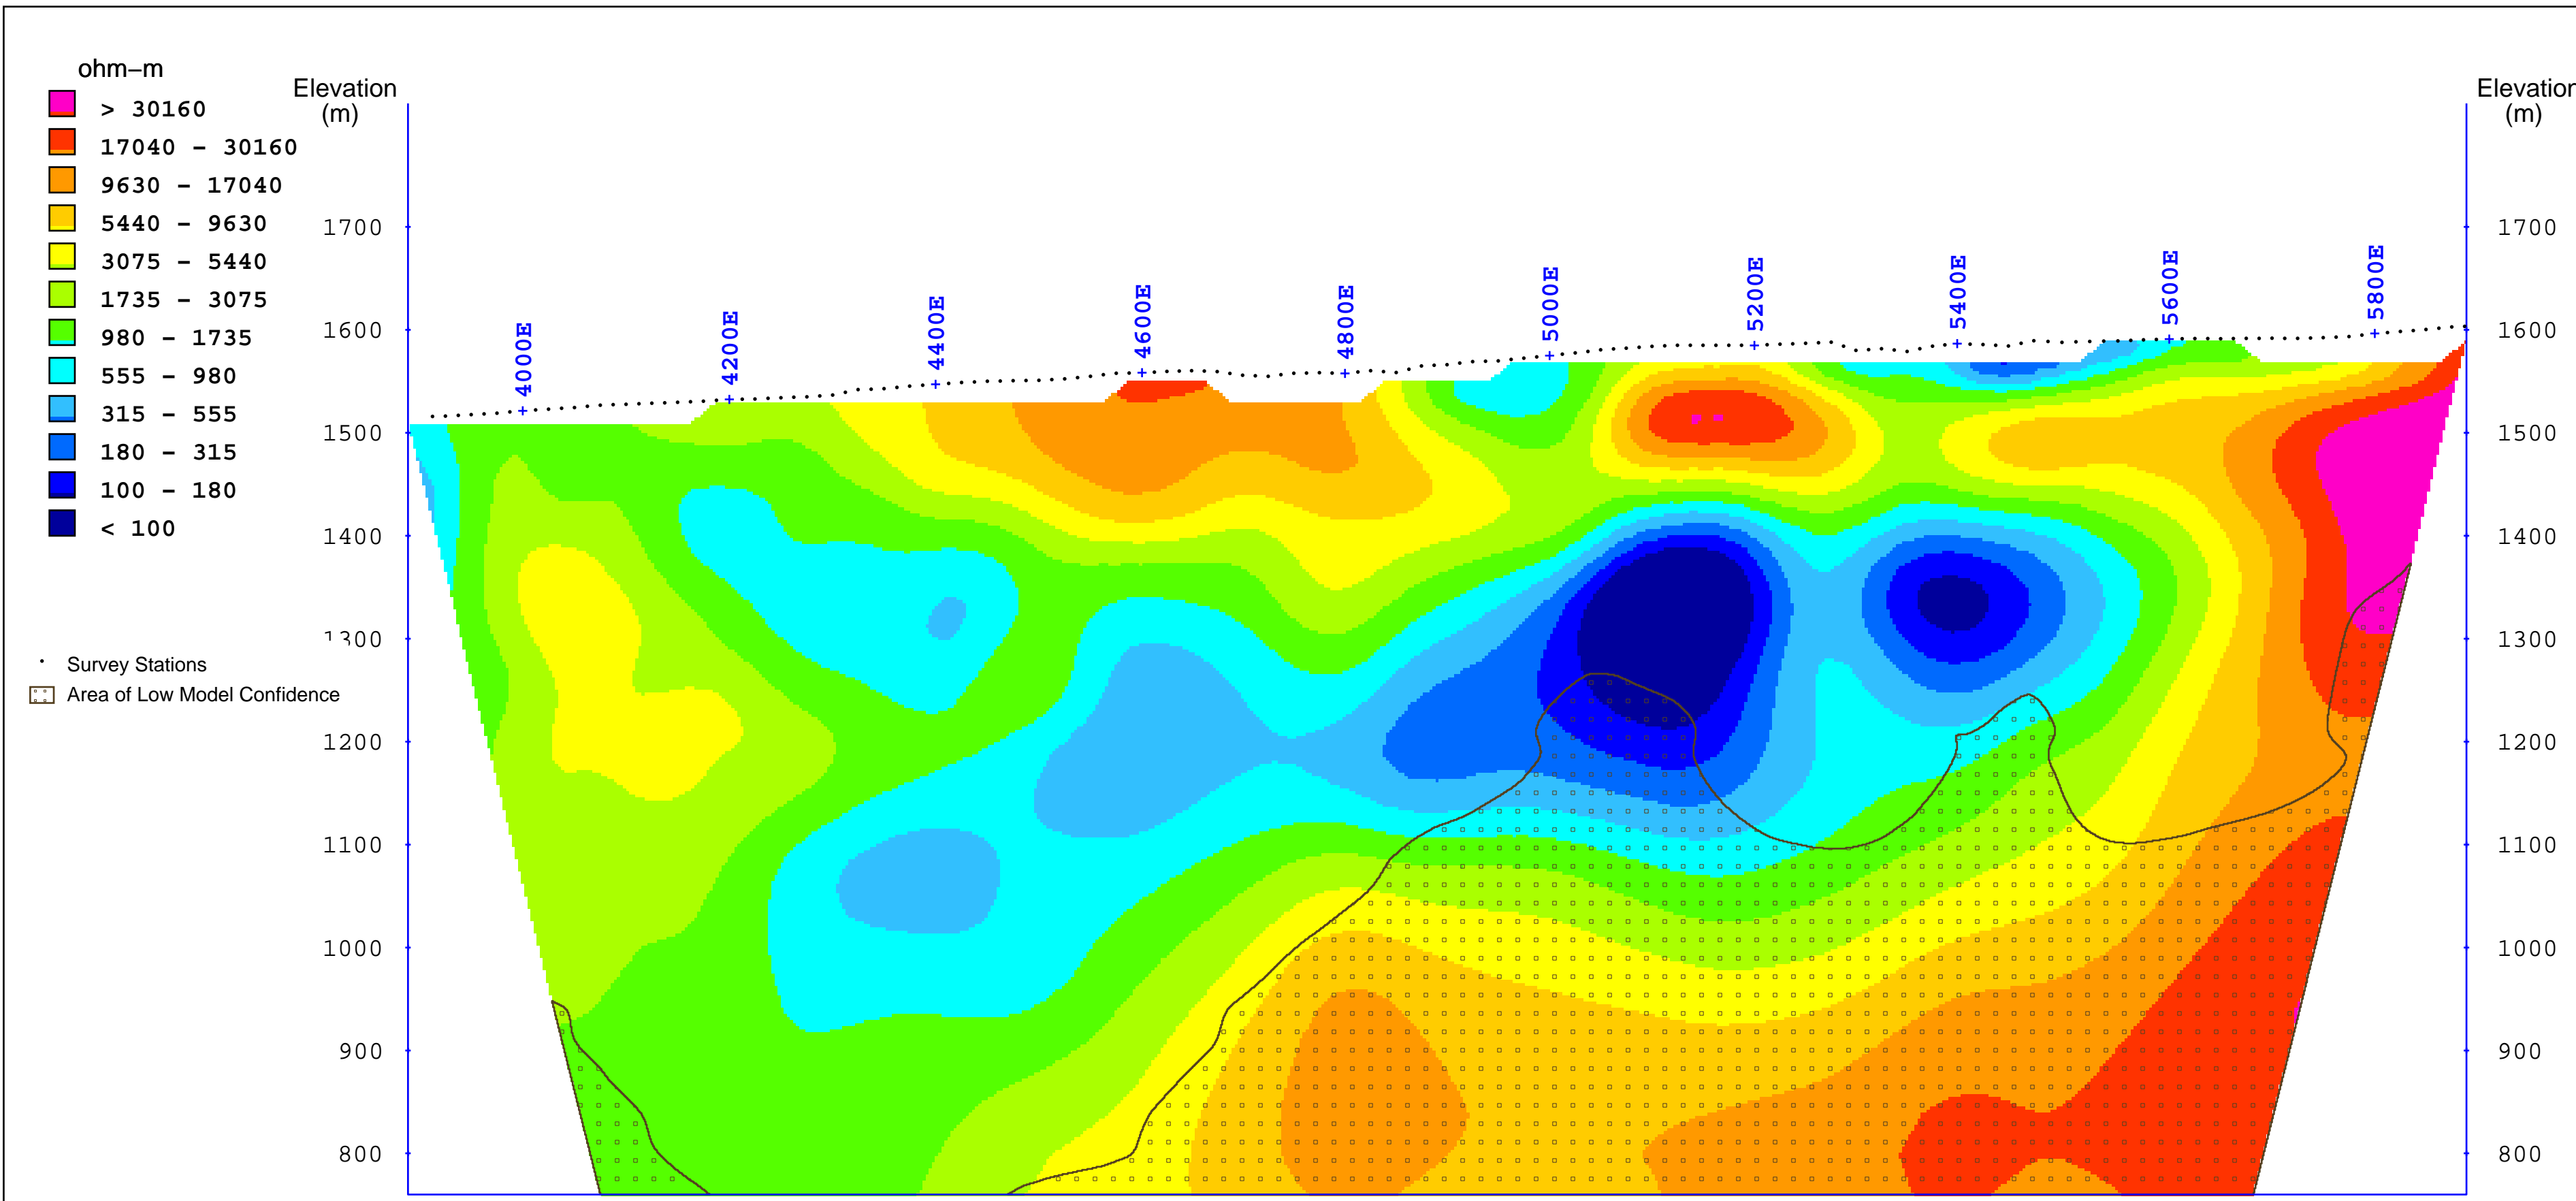 ohm-m
> 30160
17040 - 30160
9630 - 17040
5440 - 9630
3075 - 5440
1735 - 3075
980 - 1735
555 - 980
315 - 555
180 - 315
100 - 180
< 100
Survey Stations
Area of Low Model Confidence
Elevation
(m)
1700
1600
1500
1400
1300
1200
1100
1000
900
800
4000E
4200E
4400E
4600E
4800E
5000E
5200E
5400E
5600E
5800E
Elevation
(m)
1700
1600
1500
1400
1300
1200
1100
1000
900
800